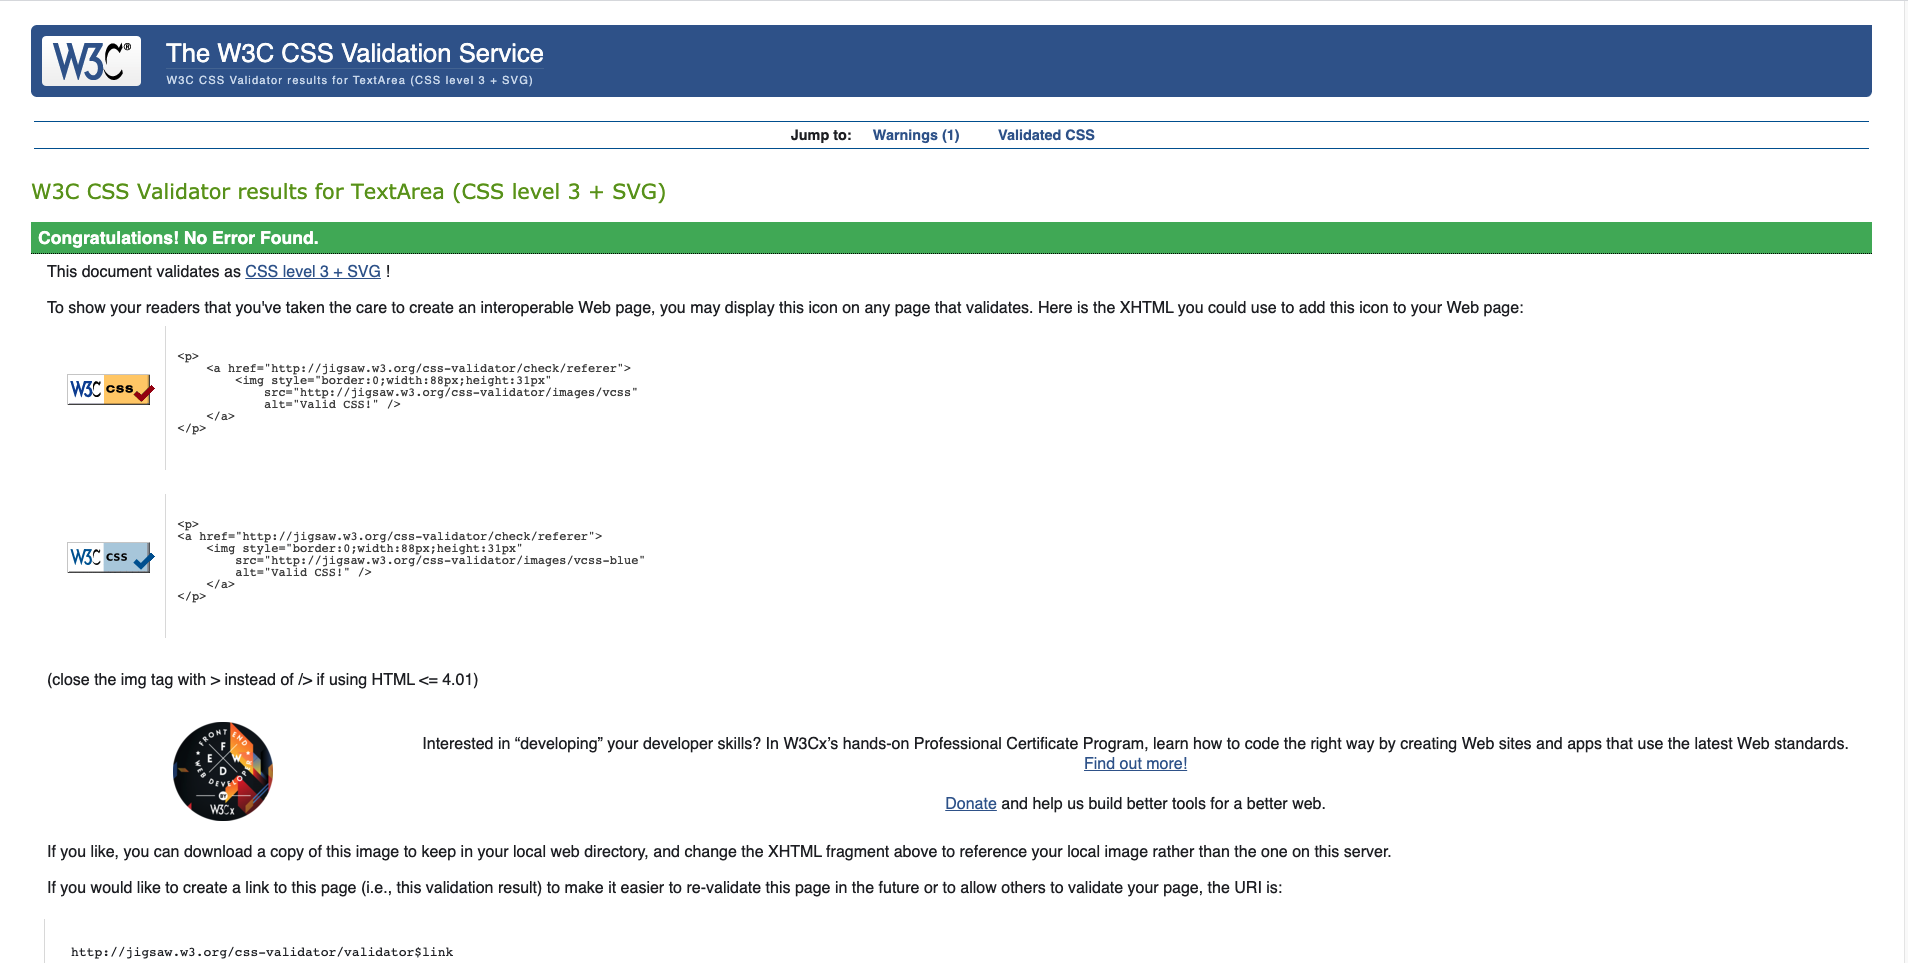 W3C®
The W3C CSS Validation Service
W3C CSS Validator results for TextArea (CSS level 3 + SVG)
Jump to: Warnings (1) Validated CSS
W3C CSS Validator results for TextArea (CSS level 3 + SVG)
Congratulations! No Error Found.
This document validates as CSS level 3 + SVG !
To show your readers that you've taken the care to create an interoperable Web page, you may display this icon on any page that validates. Here is the XHTML you could use to add this icon to your Web page:
W3C css
<p>
    <a href="http://jigsaw.w3.org/css-validator/check/referer">
        <img style="border:0;width:88px;height:31px"
            src="http://jigsaw.w3.org/css-validator/images/vcss"
            alt="Valid CSS!" />
    </a>
</p>
W3C css
<p>
<a href="http://jigsaw.w3.org/css-validator/check/referer">
    <img style="border:0;width:88px;height:31px"
        src="http://jigsaw.w3.org/css-validator/images/vcss-blue"
        alt="Valid CSS!" />
    </a>
</p>
(close the img tag with > instead of /> if using HTML <= 4.01)
FRONT END
F E W D
WEB DEVELOPER
BY
W3Cx
Interested in “developing” your developer skills? In W3Cx’s hands-on Professional Certificate Program, learn how to code the right way by creating Web sites and apps that use the latest Web standards.
Find out more!
Donate and help us build better tools for a better web.
If you like, you can download a copy of this image to keep in your local web directory, and change the XHTML fragment above to reference your local image rather than the one on this server.
If you would like to create a link to this page (i.e., this validation result) to make it easier to re-validate this page in the future or to allow others to validate your page, the URI is:
http://jigsaw.w3.org/css-validator/validator$link